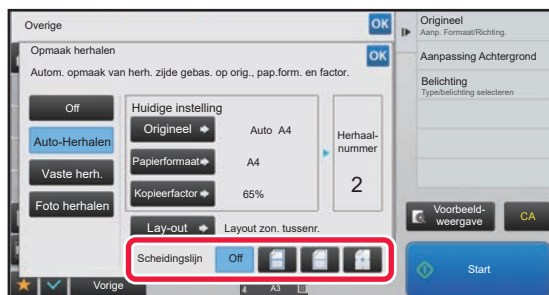 Overige
OK
Opmaak herhalen
OK
Autom. opmaak van herh. zijde gebas. op orig., pap.form. en factor.
Off
Auto-Herhalen
Vaste herh.
Foto herhalen
Huidige instelling
Origineel
Auto A4
Papierformaat
A4
Kopieerfactor
65%
Herhaal-
nummer
2
Lay-out
Layout zon. tussenr.
Scheidingslijn
Off
Vorige
A3
Origineel
Aanp. Formaat/Richting.
Aanpassing Achtergrond
Belichting
Type/belichting selecteren
Voorbeeld-
weergave
CA
Start